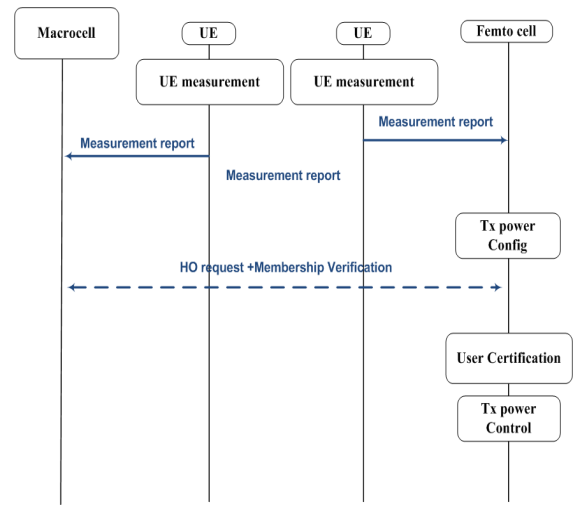 Macrocell
UE
UE
Femto cell
UE measurement
UE measurement
Measurement report
Measurement report
Measurement report
Tx power
Config
HO request +Membership Verification
User Certification
Tx power
Control